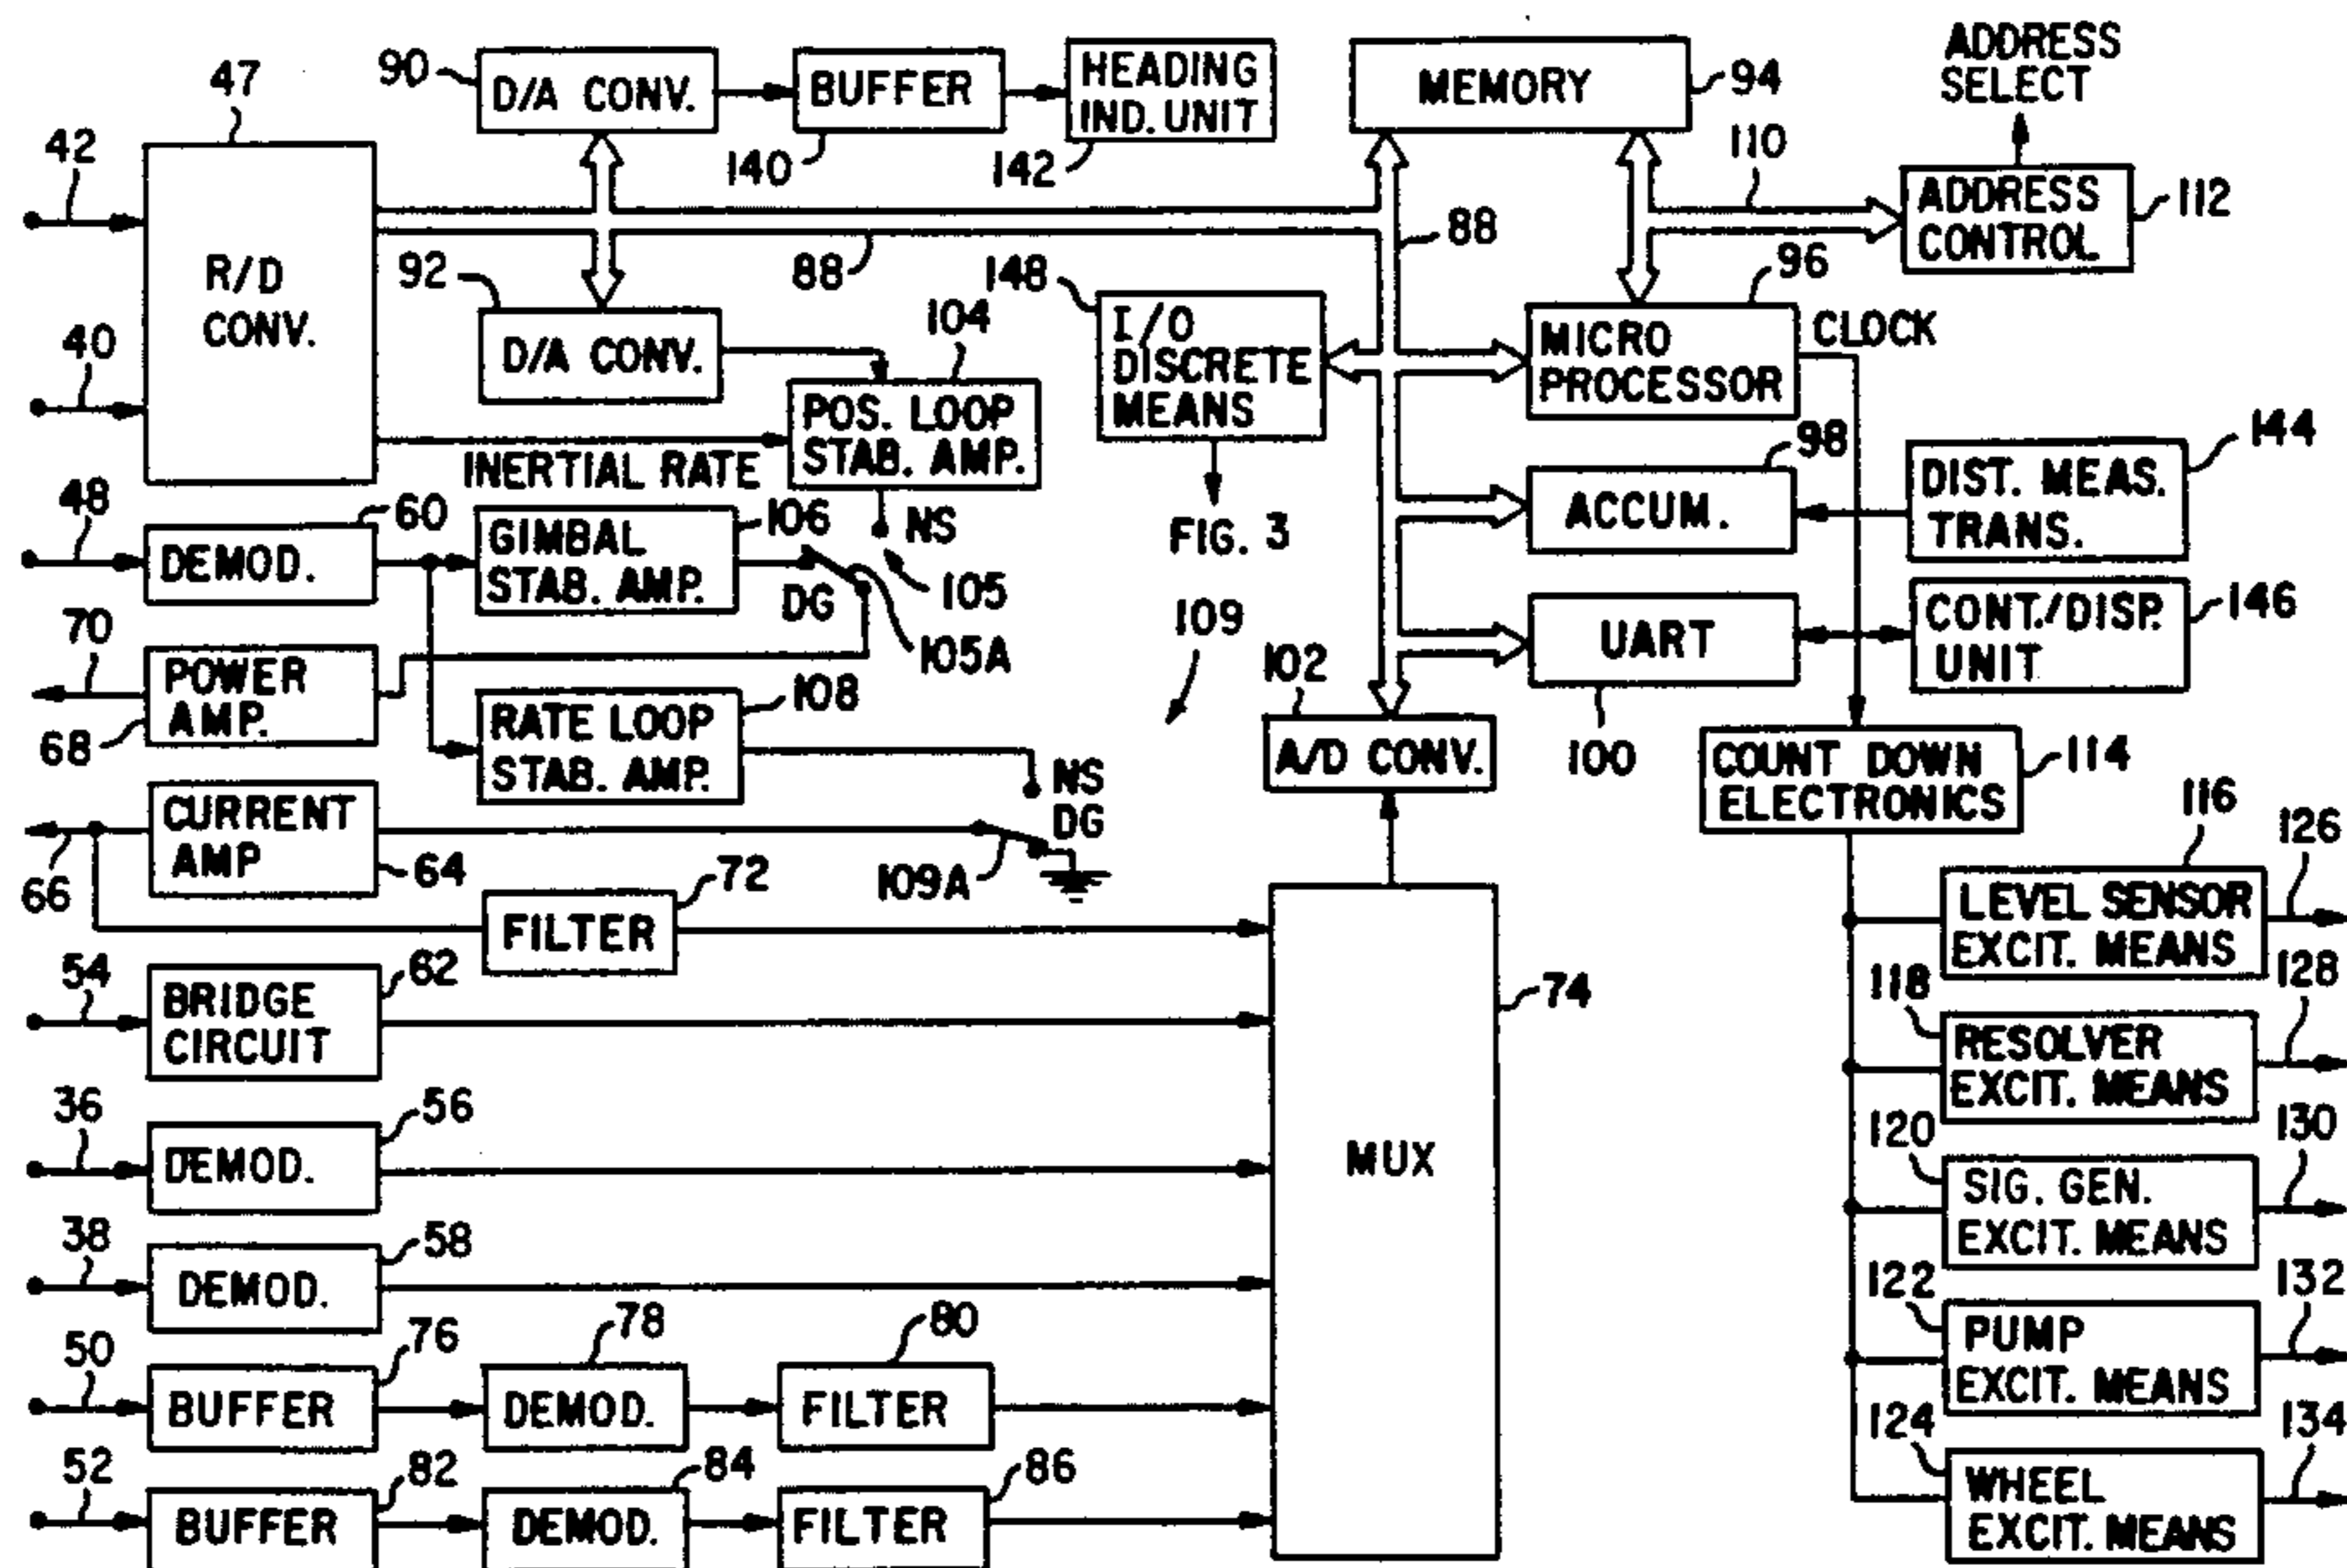 47
42
40
R/D
CONV.
90
D/A CONV.
BUFFER
140
HEADING
IND. UNIT
142
MEMORY
94
ADDRESS
SELECT
110
ADDRESS
CONTROL
112
88
88
92
D/A CONV.
104
POS. LOOP
STAB. AMP.
INERTIAL RATE
148
I/O
DISCRETE
MEANS
FIG. 3
96
MICRO
PROCESSOR
CLOCK
98
ACCUM.
144
DIST. MEAS.
TRANS.
48
60
DEMOD.
GIMBAL
STAB. AMP.
106
NS
DG
105
105A
109
UART
100
CONT./DISP.
UNIT
146
70
POWER
AMP.
68
RATE LOOP
STAB. AMP.
108
NS
DG
109A
102
A/D CONV.
COUNT DOWN
ELECTRONICS
114
66
CURRENT
AMP
64
FILTER
72
54
BRIDGE
CIRCUIT
62
36
DEMOD.
56
38
DEMOD.
58
50
BUFFER
76
DEMOD.
78
FILTER
80
52
BUFFER
82
DEMOD.
84
FILTER
86
MUX
74
116
LEVEL SENSOR
EXCIT. MEANS
126
118
RESOLVER
EXCIT. MEANS
128
120
SIG. GEN.
EXCIT. MEANS
130
122
PUMP
EXCIT. MEANS
132
124
WHEEL
EXCIT. MEANS
134